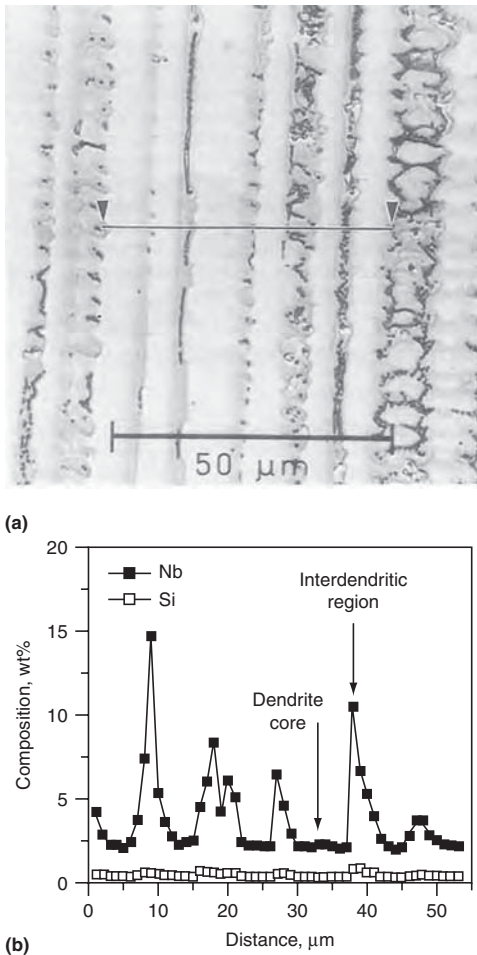 50 μm
(a)
20
15
10
5
0
Composition, wt%
Nb
Si
Interdendritic
region
Dendrite
core
0
10
20
30
40
50
Distance, μm
(b)